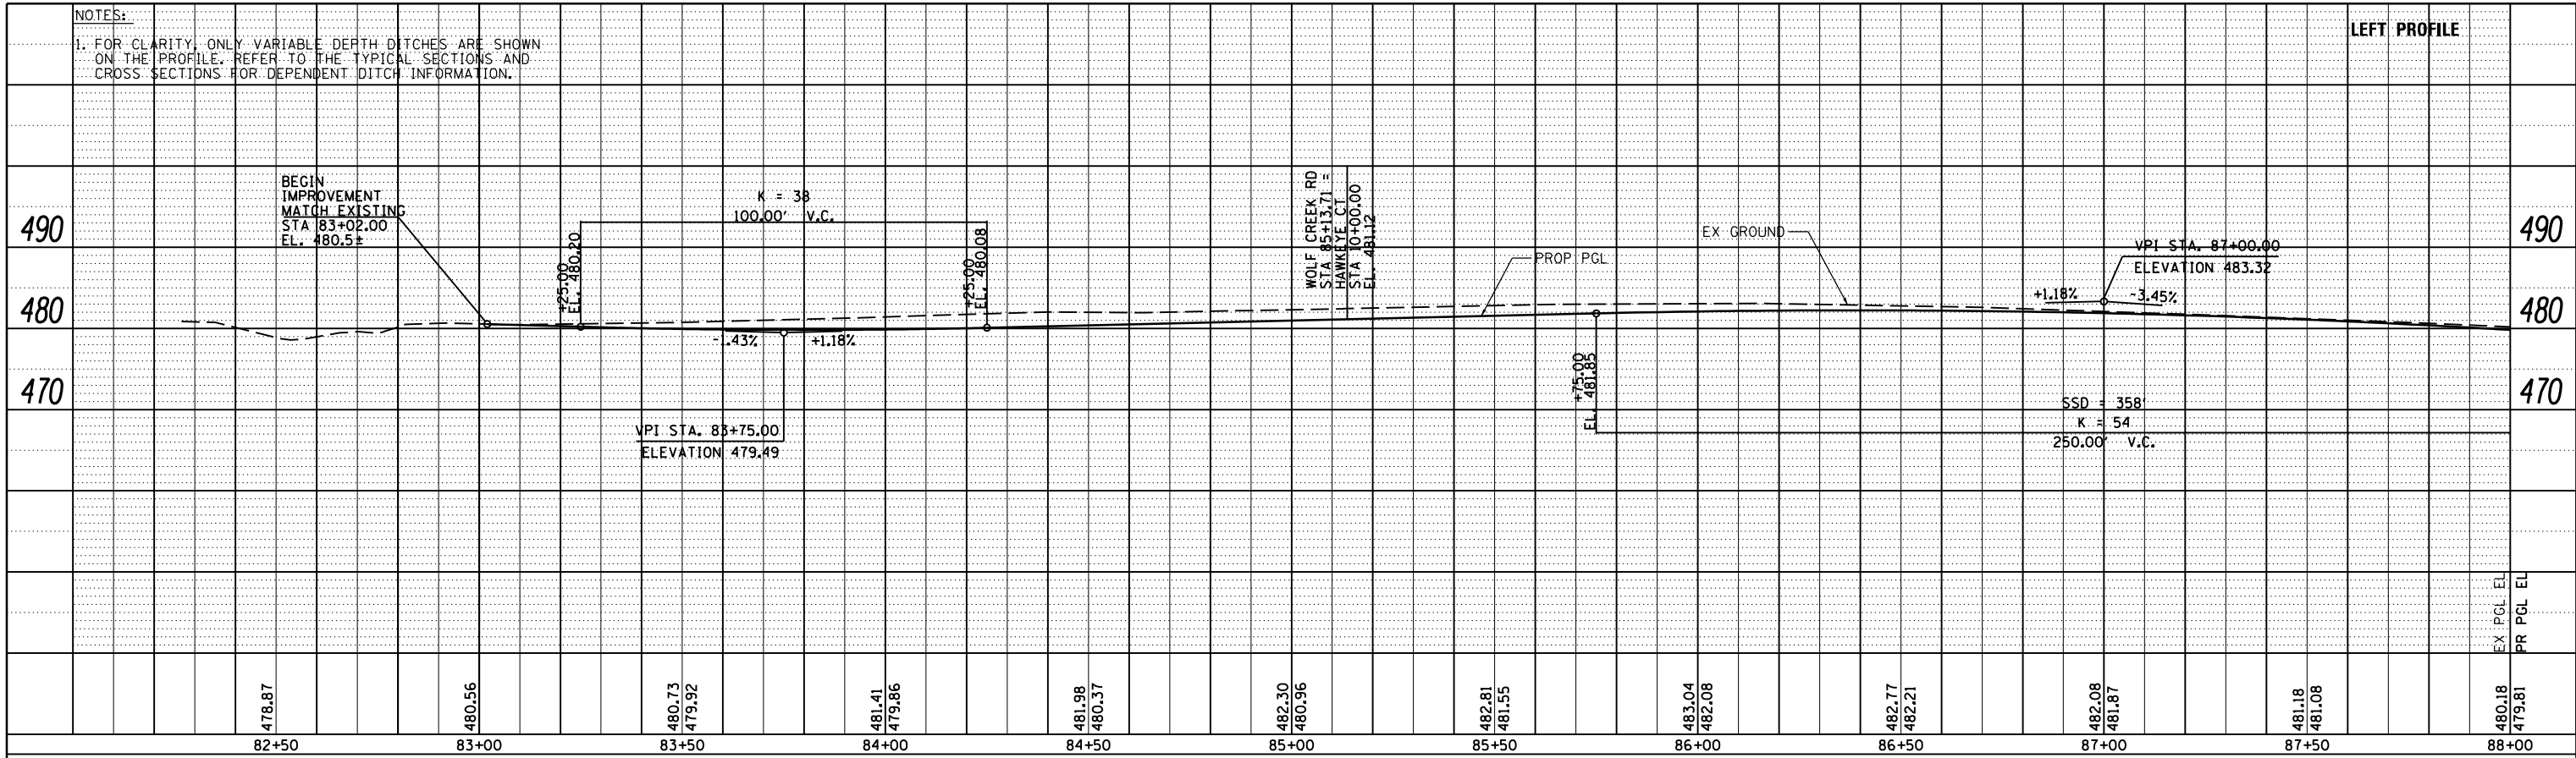 NOTES:
1. FOR CLARITY, ONLY VARIABLE DEPTH DITCHES ARE SHOWN
ON THE PROFILE. REFER TO THE TYPICAL SECTIONS AND
CROSS SECTIONS FOR DEPENDENT DITCH INFORMATION.
LEFT PROFILE
BEGIN
IMPROVEMENT
MATCH EXISTING
STA 83+02.00
EL. 480.5±
K = 38
100.00' V.C.
+25.00
EL. 480.20
+25.00
EL. 480.08
WOLF CREEK RD
STA 85+13.71 =
HAWKEYE CT
STA 10+00.00
EL. 481.12
EX GROUND
PROP PGL
VPI STA. 87+00.00
ELEVATION 483.32
+1.18%
-3.45%
490
490
480
480
470
470
-1.43%
+1.18%
VPI STA. 83+75.00
ELEVATION 479.49
+75.00
EL. 481.85
SSD = 358'
K = 54
250.00' V.C.
EX PGL EL
PR PGL EL
478.87
480.56
480.73
479.92
481.41
479.86
481.98
480.37
482.30
480.96
482.81
481.55
483.04
482.08
482.77
482.21
482.08
481.87
481.18
481.08
480.18
479.81
82+50
83+00
83+50
84+00
84+50
85+00
85+50
86+00
86+50
87+00
87+50
88+00